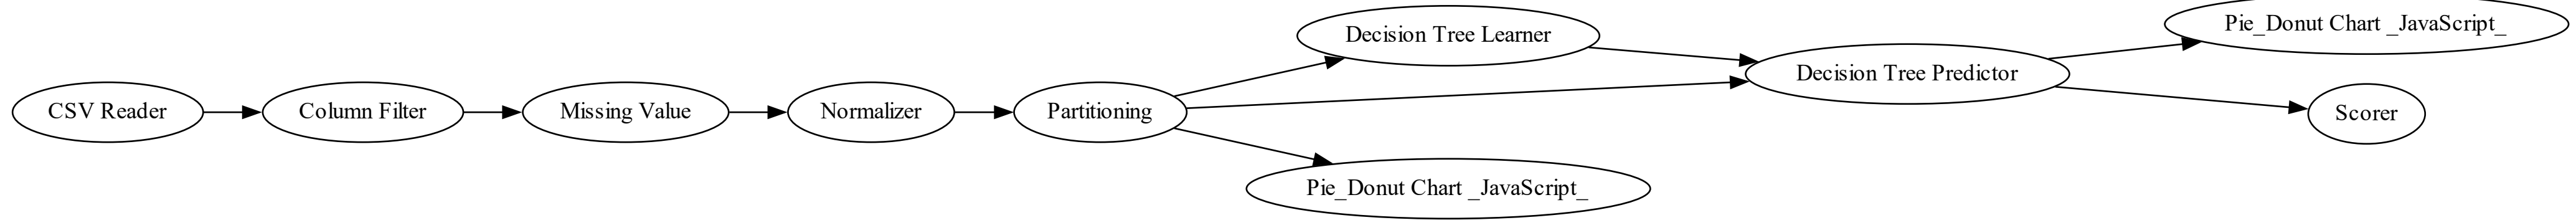 CSV Reader
Column Filter
Missing Value
Normalizer
Partitioning
Decision Tree Learner
Pie_Donut Chart _JavaScript_
Decision Tree Predictor
Pie_Donut Chart _JavaScript_
Scorer